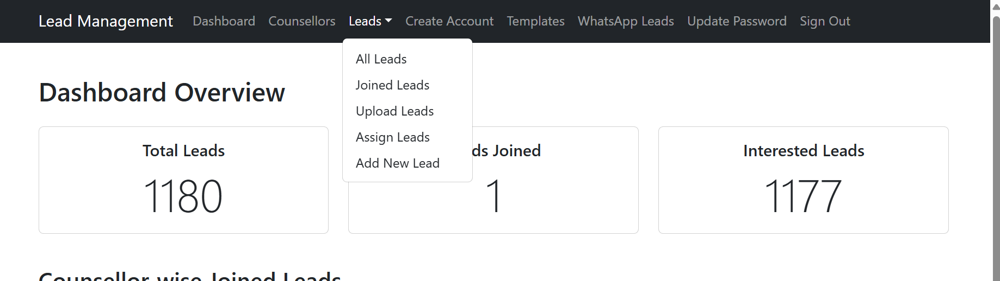 Lead Management Dashboard Counsellors Leads Create Account Templates WhatsApp Leads Update Password Sign Out
All Leads
Joined Leads
Upload Leads
Assign Leads
Add New Lead
Dashboard Overview
Total Leads
1180
ds Joined
1
Interested Leads
1177
Counsellor-wise Joined Leads